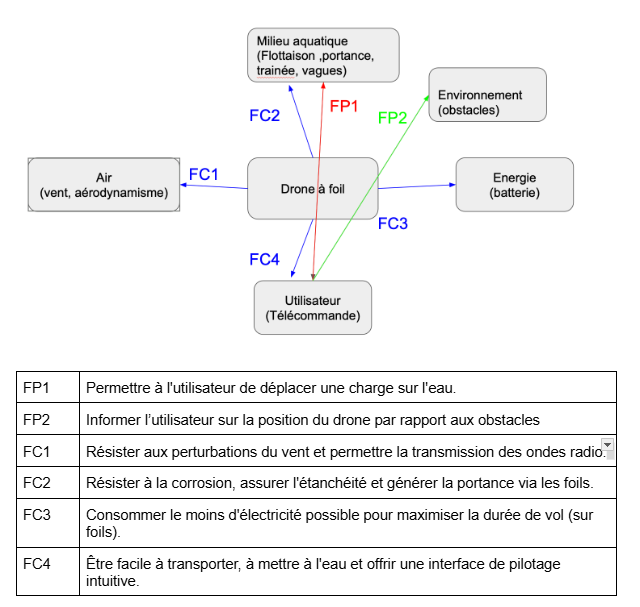 Milieu aquatique
(Flottaison ,portance,
trainée, vagues)
FC2
FP1
FP2
Environnement
(obstacles)
Air
(vent, aérodynamisme)
FC1
Drone à foil
Energie
(batterie)
FC3
FC4
Utilisateur
(Télécommande)
FP1 Permettre à l'utilisateur de déplacer une charge sur l'eau.
FP2 Informer l’utilisateur sur la position du drone par rapport aux obstacles
FC1 Résister aux perturbations du vent et permettre la transmission des ondes radio.
FC2 Résister à la corrosion, assurer l'étanchéité et générer la portance via les foils.
FC3 Consommer le moins d'électricité possible pour maximiser la durée de vol (sur
foils).
FC4 Être facile à transporter, à mettre à l'eau et offrir une interface de pilotage
intuitive.